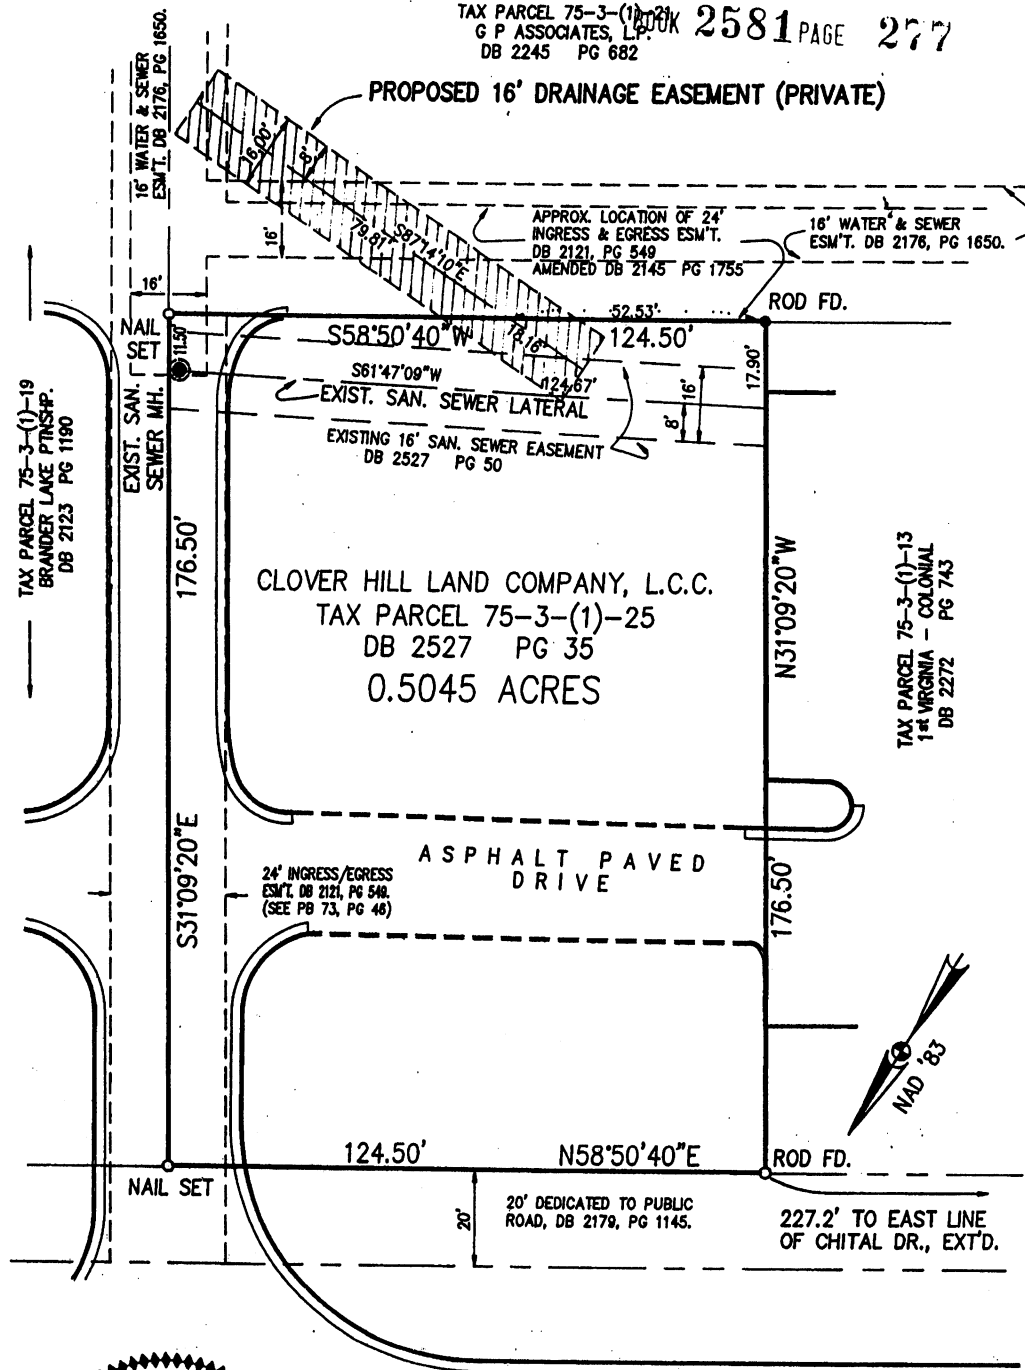 TAX PARCEL 75-3-(1)-21
BOOK 2581 PAGE 277
G P ASSOCIATES, L.P.
DB 2245 PG 682
PROPOSED 16' DRAINAGE EASEMENT (PRIVATE)
16' WATER & SEWER
ESM'T. DB 2176, PG 1650.
16.00'
8'
S87°14'10"E
79.81'
16'
APPROX. LOCATION OF 24'
INGRESS & EGRESS ESM'T.
DB 2121, PG 549
AMENDED DB 2145 PG 1755
16' WATER & SEWER
ESM'T. DB 2176, PG 1650.
16'
NAIL
SET
11.50'
52.53'
ROD FD.
S58°50'40"W
18.16'
124.50'
17.90'
S61°47'09"W
124.67'
EXIST. SAN. SEWER LATERAL
16'
8'
EXISTING 16' SAN. SEWER EASEMENT
DB 2527 PG 50
EXIST. SAN.
SEWER MH.
TAX PARCEL 75-3-(1)-19
BRANDER LAKE PTNSHP.
DB 2123 PG 1190
176.50'
CLOVER HILL LAND COMPANY, L.C.C.
TAX PARCEL 75-3-(1)-25
DB 2527 PG 35
0.5045 ACRES
N31°09'20"W
TAX PARCEL 75-3-(1)-13
1st VIRGINIA - COLONIAL
DB 2272 PG 743
S31°09'20"E
ASPHALT PAVED
DRIVE
24' INGRESS/EGRESS
ESM'T. DB 2121, PG 549.
(SEE PB 73, PG 46)
176.50'
NAD '83
124.50'
N58°50'40"E
ROD FD.
NAIL SET
20'
20' DEDICATED TO PUBLIC
ROAD, DB 2179, PG 1145.
227.2' TO EAST LINE
OF CHITAL DR., EXT'D.